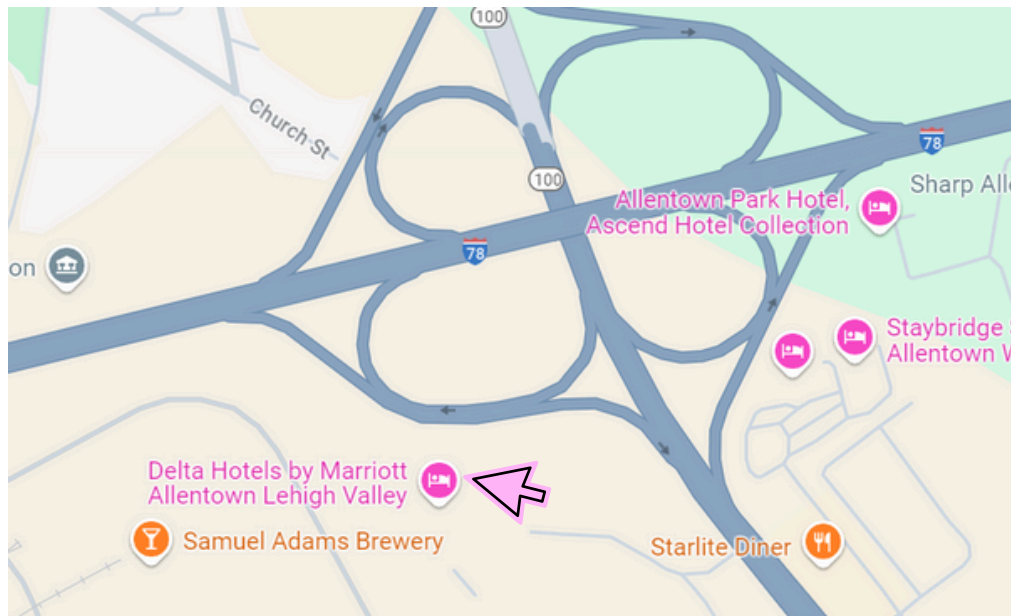 100
Church St
78
100
Sharp Allo
Allentown Park Hotel,
Ascend Hotel Collection
78
on
Staybridge S
Allentown W
Delta Hotels by Marriott
Allentown Lehigh Valley
Samuel Adams Brewery
Starlite Diner